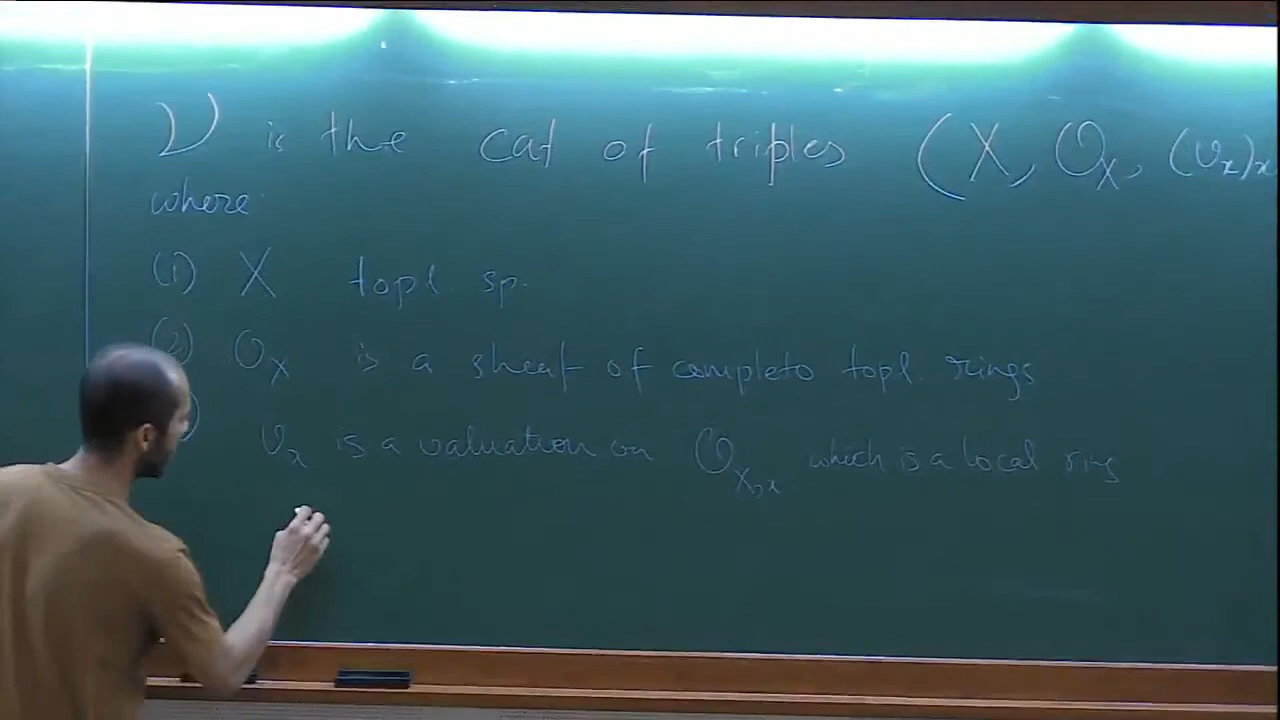 V is the cat of triples (X, O_X, (v_x)_x
where
(1) X topl. sp.
(2) O_X is a sheaf of complete topl. rings
) v_x is a valuation on O_{X,x} which is a local ring